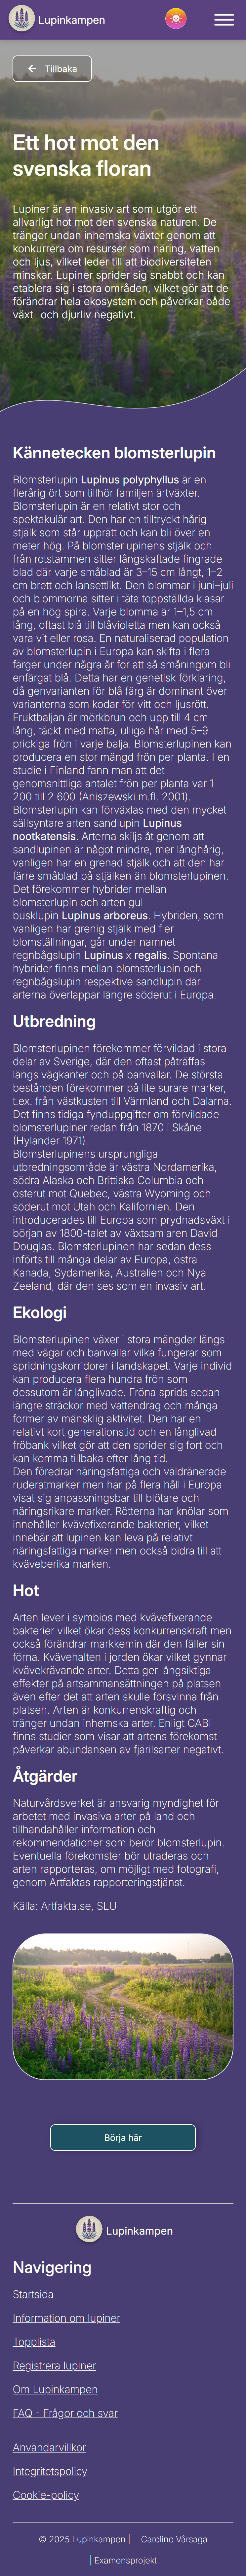 Lupinkampen
Tillbaka
Ett hot mot den
svenska floran
Lupiner är en invasiv art som utgör ett
allvarligt hot mot den svenska naturen. De
tränger undan inhemska växter genom att
konkurrera om resurser som näring, vatten
och ljus, vilket leder till att biodiversiteten
minskar. Lupiner sprider sig snabbt och kan
etablera sig i stora områden, vilket gör att de
förändrar hela ekosystem och påverkar både
växt- och djurliv negativt.
Kännetecken blomsterlupin
Blomsterlupin Lupinus polyphyllus är en
flerårig ört som tillhör familjen ärtväxter.
Blomsterlupin är en relativt stor och
spektakulär art. Den har en tilltryckt hårig
stjälk som står upprätt och kan bli över en
meter hög. På blomsterlupinens stjälk och
från rotstammen sitter långskaftade fingrade
blad där varje småblad är 3–15 cm långt, 1–2
cm brett och lansettlikt. Den blommar i juni–juli
och blommorna sitter i täta toppställda klasar
på en hög spira. Varje blomma är 1–1,5 cm
lång, oftast blå till blåvioletta men kan också
vara vit eller rosa. En naturaliserad population
av blomsterlupin i Europa kan skifta i flera
färger under några år för att så småningom bli
enfärgat blå. Detta har en genetisk förklaring,
då genvarianten för blå färg är dominant över
varianterna som kodar för vitt och ljusrött.
Fruktbaljan är mörkbrun och upp till 4 cm
lång, täckt med matta, ulliga hår med 5–9
prickiga frön i varje balja. Blomsterlupinen kan
producera en stor mängd frön per planta. I en
studie i Finland fann man att det
genomsnittliga antalet frön per planta var 1
200 till 2 600 (Aniszewski m.fl. 2001).
Blomsterlupin kan förväxlas med den mycket
sällsyntare arten sandlupin Lupinus
nootkatensis. Arterna skiljs åt genom att
sandlupinen är något mindre, mer långhårig,
vanligen har en grenad stjälk och att den har
färre småblad på stjälken än blomsterlupinen.
Det förekommer hybrider mellan
blomsterlupin och arten gul
busklupin Lupinus arboreus. Hybriden, som
vanligen har grenig stjälk med fler
blomställningar, går under namnet
regnbågslupin Lupinus x regalis. Spontana
hybrider finns mellan blomsterlupin och
regnbågslupin respektive sandlupin där
arterna överlappar längre söderut i Europa.
Utbredning
Blomsterlupinen förekommer förvildad i stora
delar av Sverige, där den oftast påträffas
längs vägkanter och på banvallar. De största
bestånden förekommer på lite surare marker,
t.ex. från västkusten till Värmland och Dalarna.
Det finns tidiga fynduppgifter om förvildade
blomsterlupiner redan från 1870 i Skåne
(Hylander 1971).
Blomsterlupinens ursprungliga
utbredningsområde är västra Nordamerika,
södra Alaska och Brittiska Columbia och
österut mot Quebec, västra Wyoming och
söderut mot Utah och Kalifornien. Den
introducerades till Europa som prydnadsväxt i
början av 1800-talet av växtsamlaren David
Douglas. Blomsterlupinen har sedan dess
införts till många delar av Europa, östra
Kanada, Sydamerika, Australien och Nya
Zeeland, där den ses som en invasiv art.
Ekologi
Blomsterlupinen växer i stora mängder längs
med vägar och banvallar vilka fungerar som
spridningskorridorer i landskapet. Varje individ
kan producera flera hundra frön som
dessutom är långlivade. Fröna sprids sedan
längre sträckor med vattendrag och många
former av mänsklig aktivitet. Den har en
relativt kort generationstid och en långlivad
fröbank vilket gör att den sprider sig fort och
kan komma tillbaka efter lång tid.
Den föredrar näringsfattiga och väldränerade
ruderatmarker men har på flera håll i Europa
visat sig anpassningsbar till blötare och
näringsrikare marker. Rötterna har knölar som
innehåller kvävefixerande bakterier, vilket
innebär att lupinen kan leva på relativt
näringsfattiga marker men också bidra till att
kväveberika marken.
Hot
Arten lever i symbios med kvävefixerande
bakterier vilket ökar dess konkurrenskraft men
också förändrar markkemin där den fäller sin
förna. Kvävehalten i jorden ökar vilket gynnar
kvävekrävande arter. Detta ger långsiktiga
effekter på artsammansättningen på platsen
även efter det att arten skulle försvinna från
platsen. Arten är konkurrenskraftig och
tränger undan inhemska arter. Enligt CABI
finns studier som visar att artens förekomst
påverkar abundansen av fjärilsarter negativt.
Åtgärder
Naturvårdsverket är ansvarig myndighet för
arbetet med invasiva arter på land och
tillhandahåller information och
rekommendationer som berör blomsterlupin.
Eventuella förekomster bör utraderas och
arten rapporteras, om möjligt med fotografi,
genom Artfaktas rapporteringstjänst.
Källa: Artfakta.se, SLU
Börja här
Lupinkampen
Navigering
Startsida
Information om lupiner
Topplista
Registrera lupiner
Om Lupinkampen
FAQ - Frågor och svar
Användarvillkor
Integritetspolicy
Cookie-policy
© 2025 Lupinkampen | Caroline Vårsaga
| Examensprojekt